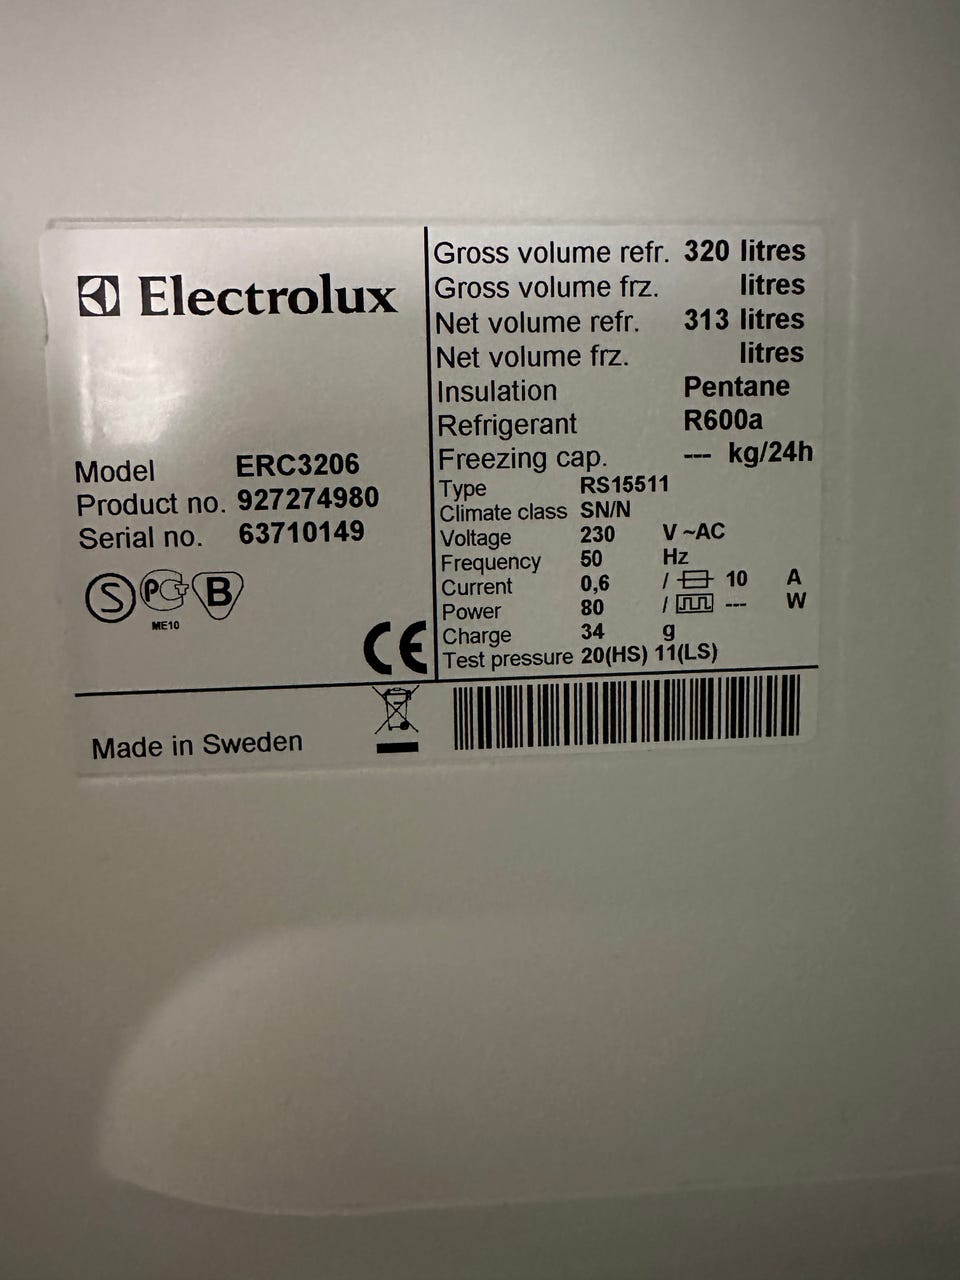 Electrolux
Model ERC3206
Product no. 927274980
Serial no. 63710149
S PCT B
ME10
CE
Gross volume refr. 320 litres
Gross volume frz. litres
Net volume refr. 313 litres
Net volume frz. litres
Insulation Pentane
Refrigerant R600a
Freezing cap. --- kg/24h
Type RS15511
Climate class SN/N
Voltage 230 V ~AC
Frequency 50 Hz
Current 0,6 / 10 A
Power 80 / --- W
Charge 34 g
Test pressure 20(HS) 11(LS)
Made in Sweden